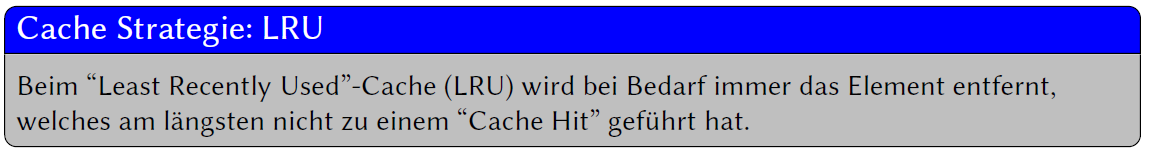 Cache Strategie: LRU
Beim “Least Recently Used”-Cache (LRU) wird bei Bedarf immer das Element entfernt,
welches am längsten nicht zu einem “Cache Hit” geführt hat.